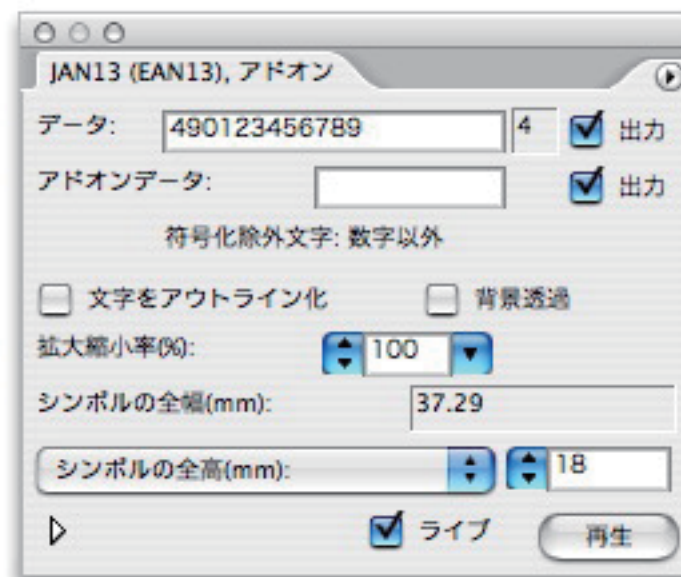 JAN13 (EAN13), アドオン
データ: 490123456789 4 出力
アドオンデータ: 出力
符号化除外文字: 数字以外
文字をアウトライン化 背景透過
拡大縮小率(%): 100
シンボルの全幅(mm): 37.29
シンボルの全高(mm): 18
ライブ 再生